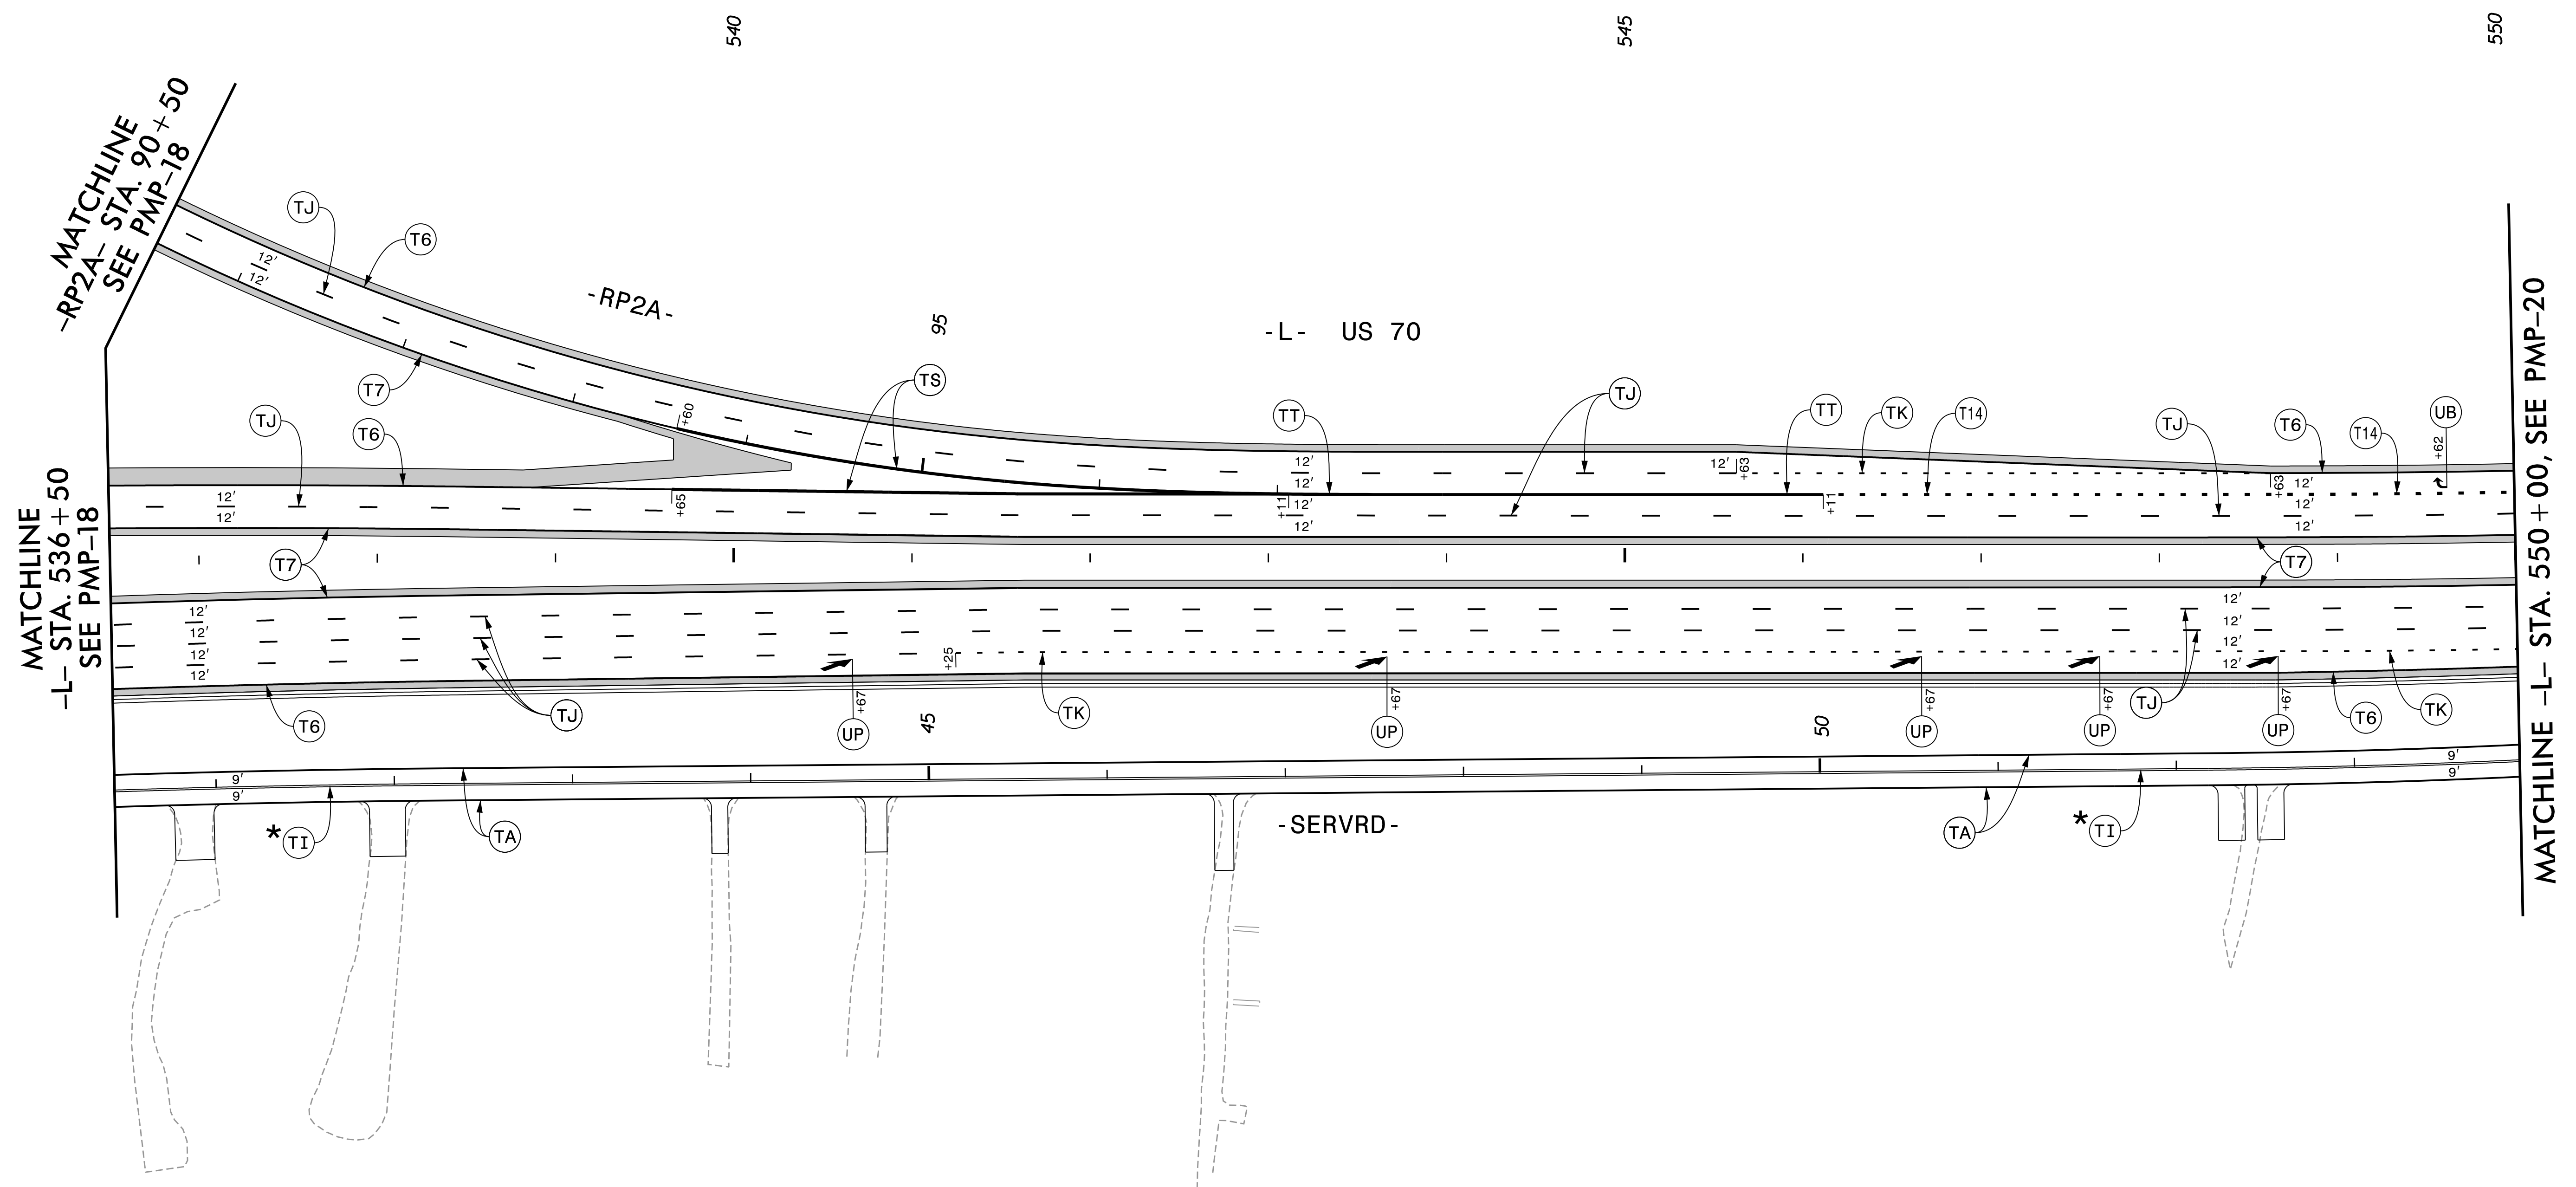 540
545
550
MATCHLINE
-RP2A- STA. 90+50
SEE PMP-18
TJ
T6
-RP2A-
12'
12'
T7
95
-L- US 70
TS
TJ
T6
+60
TT
TJ
TT
TK
T14
TJ
T6
T14
UB
+62
MATCHLINE
-L- STA. 536+50
SEE PMP-18
12'
12'
+65
12'
12'
+11
12'
12'
12'
+63
+11
+63
12'
12'
12'
T7
T7
MATCHLINE -L- STA. 550+00, SEE PMP-20
12'
12'
12'
12'
+25
12'
12'
12'
12'
T6
TJ
+67
UP
45
TK
+67
UP
50
+67
UP
+67
UP
TJ
+67
UP
T6
TK
9'
9'
9'
9'
* TI
TA
-SERVRD-
TA
* TI